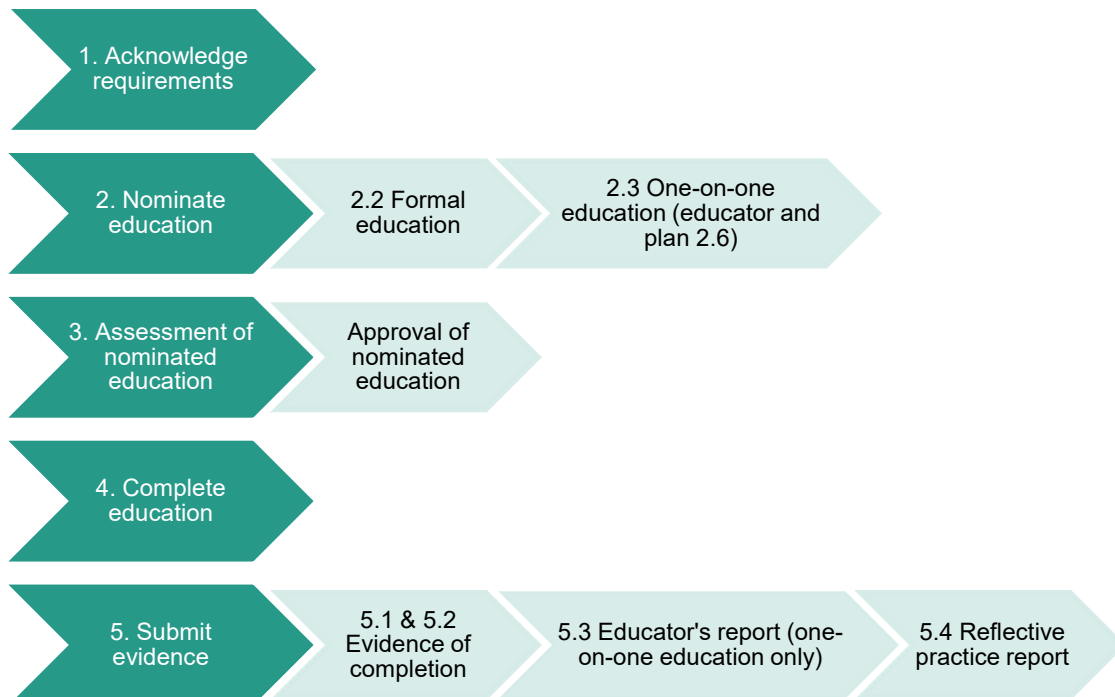 1. Acknowledge
requirements
2. Nominate
education
2.2 Formal
education
2.3 One-on-one
education (educator and
plan 2.6)
3. Assessment of
nominated
education
Approval of
nominated
education
4. Complete
education
5. Submit
evidence
5.1 & 5.2
Evidence of
completion
5.3 Educator's report (one-
on-one education only)
5.4 Reflective
practice report